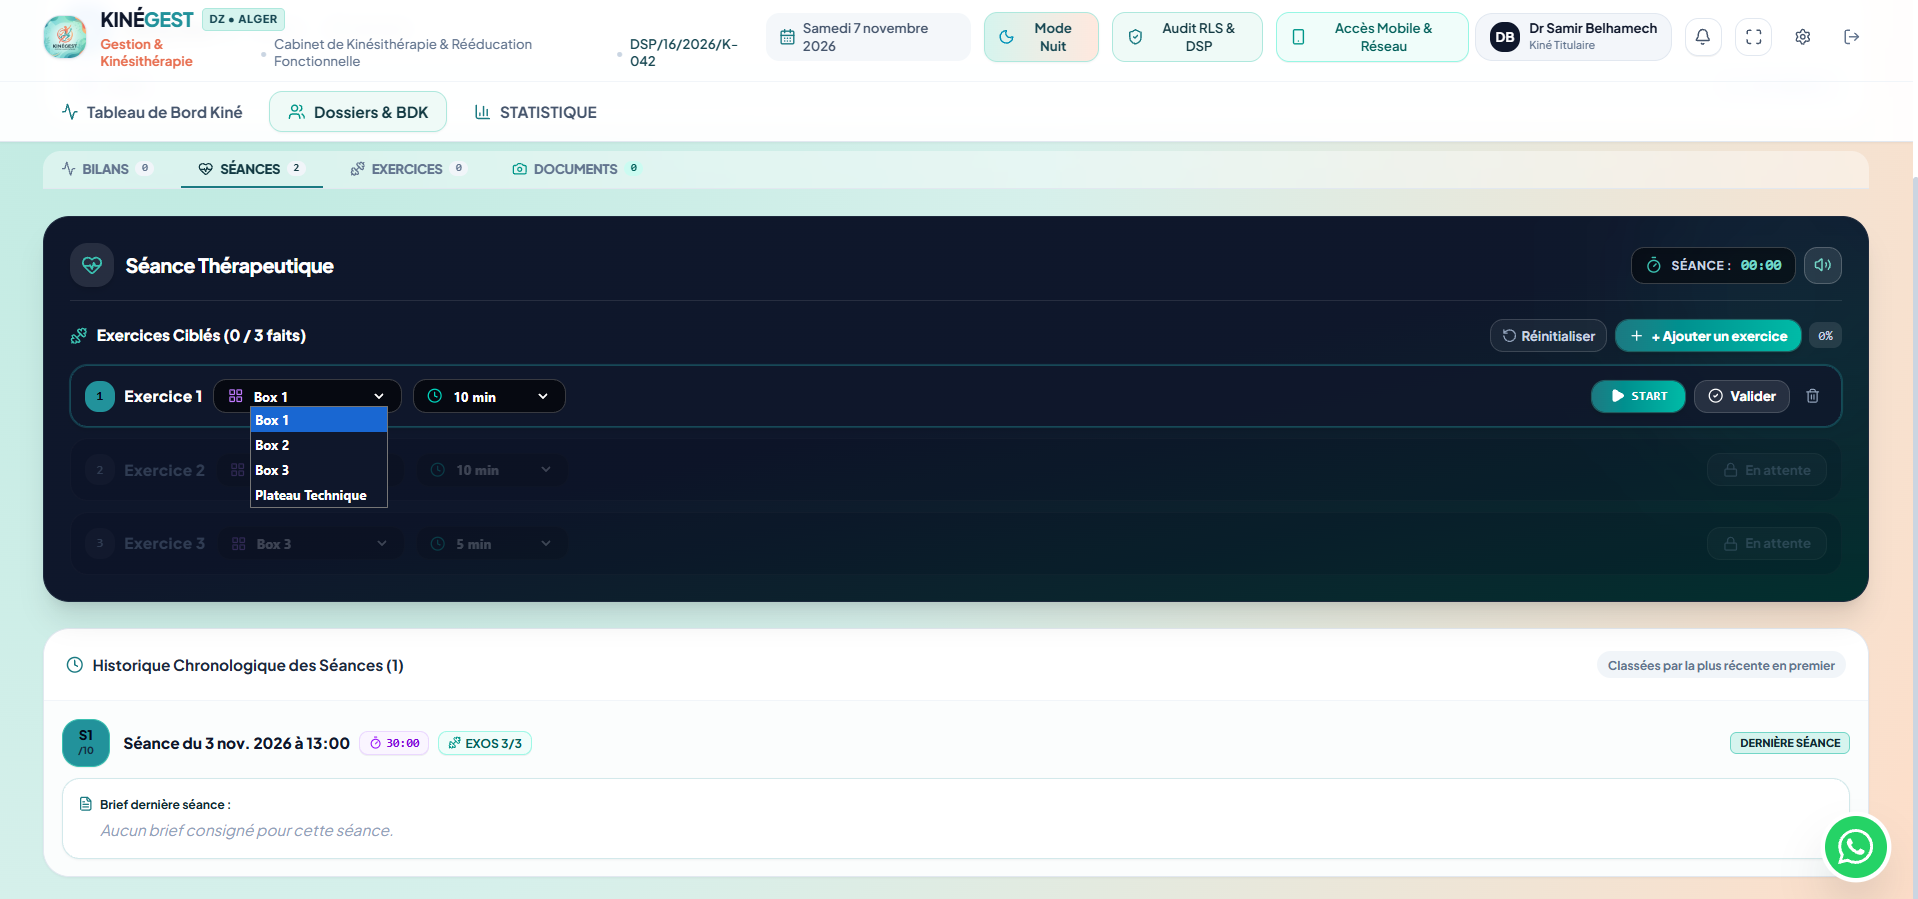 KINÉGEST
DZ • ALGER
Gestion & Kinésithérapie
Cabinet de Kinésithérapie & Rééducation Fonctionnelle
DSP/16/2026/K-042
Samedi 7 novembre 2026
Mode Nuit
Audit RLS & DSP
Accès Mobile & Réseau
DB
Dr Samir Belhamech
Kiné Titulaire
Tableau de Bord Kiné
Dossiers & BDK
STATISTIQUE
BILANS 0
SÉANCES 2
EXERCICES 0
DOCUMENTS 0
Séance Thérapeutique
SÉANCE : 00:00
Exercices Ciblés (0 / 3 faits)
Réinitialiser
+ Ajouter un exercice
0%
1 Exercice 1
Box 1
10 min
START
Valider
Box 1
Box 2
Box 3
Plateau Technique
2 Exercice 2
10 min
En attente
3 Exercice 3
Box 3
5 min
En attente
Historique Chronologique des Séances (1)
Classées par la plus récente en premier
S1
/10
Séance du 3 nov. 2026 à 13:00
30:00
EXOS 3/3
DERNIÈRE SÉANCE
Brief dernière séance :
Aucun brief consigné pour cette séance.